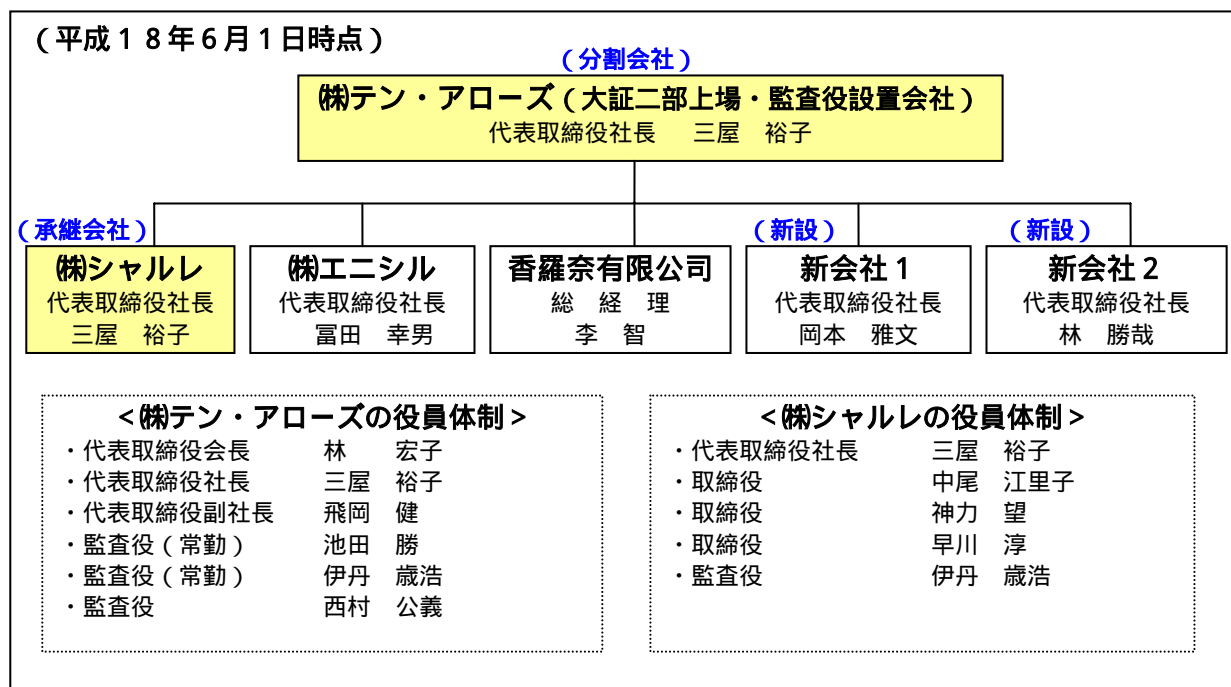 (平成18年6月1日時点)
(分割会社)
㈱テン・アローズ(大証二部上場・監査役設置会社)
代表取締役社長 三屋 裕子
(承継会社)
㈱シャルレ
代表取締役社長
三屋 裕子
㈱エニシル
代表取締役社長
冨田 幸男
香羅奈有限公司
総 経 理
李 智
(新設)
新会社1
代表取締役社長
岡本 雅文
(新設)
新会社2
代表取締役社長
林 勝哉
<㈱テン・アローズの役員体制>
・代表取締役会長 林 宏子
・代表取締役社長 三屋 裕子
・代表取締役副社長 飛岡 健
・監査役(常勤) 池田 勝
・監査役(常勤) 伊丹 歳浩
・監査役 西村 公義
<㈱シャルレの役員体制>
・代表取締役社長 三屋 裕子
・取締役 中尾 江里子
・取締役 神力 望
・取締役 早川 淳
・監査役 伊丹 歳浩